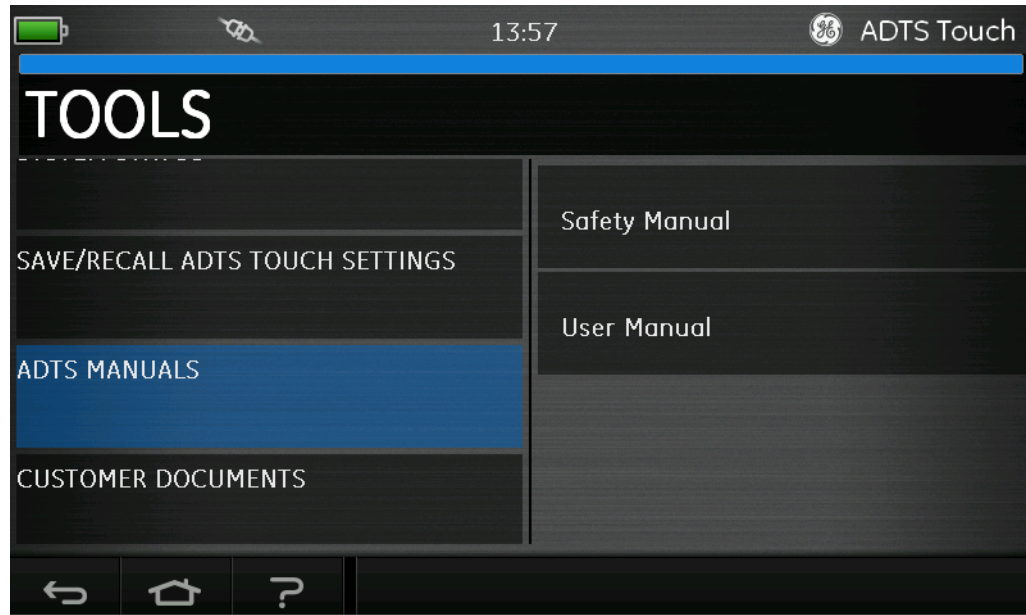 13:57
ADTS Touch
TOOLS
SAVE/RECALL ADTS TOUCH SETTINGS
ADTS MANUALS
CUSTOMER DOCUMENTS
Safety Manual
User Manual